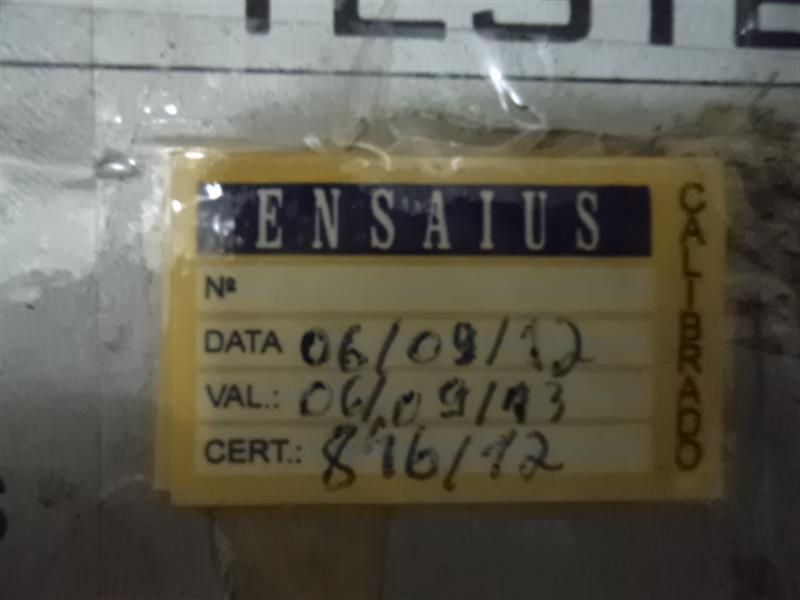 ENSAIUS
CALIBRADO
Nº
DATA 06/09/12
VAL.: 06/09/13
CERT.: 816/12